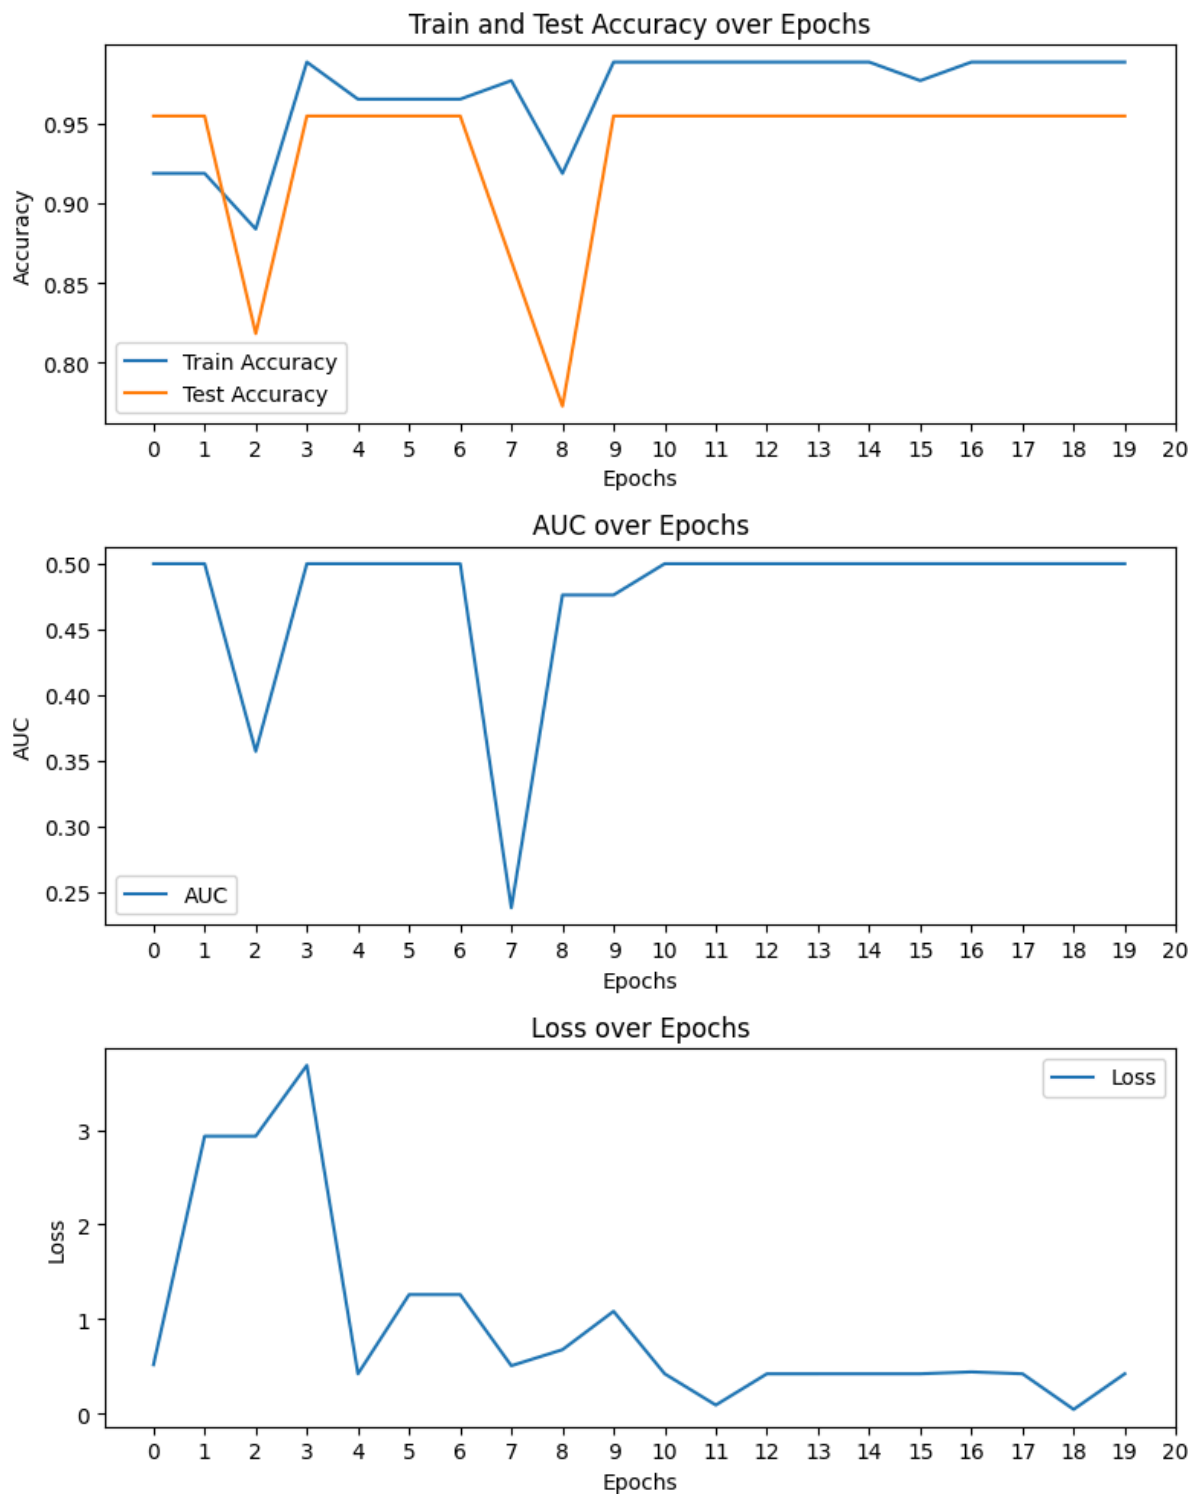 Train and Test Accuracy over Epochs
Accuracy
0.95
0.90
0.85
0.80
Train Accuracy
Test Accuracy
0 1 2 3 4 5 6 7 8 9 10 11 12 13 14 15 16 17 18 19 20
Epochs
AUC over Epochs
AUC
0.50
0.45
0.40
0.35
0.30
0.25
AUC
0 1 2 3 4 5 6 7 8 9 10 11 12 13 14 15 16 17 18 19 20
Epochs
Loss over Epochs
Loss
Loss
3
2
1
0
0 1 2 3 4 5 6 7 8 9 10 11 12 13 14 15 16 17 18 19 20
Epochs